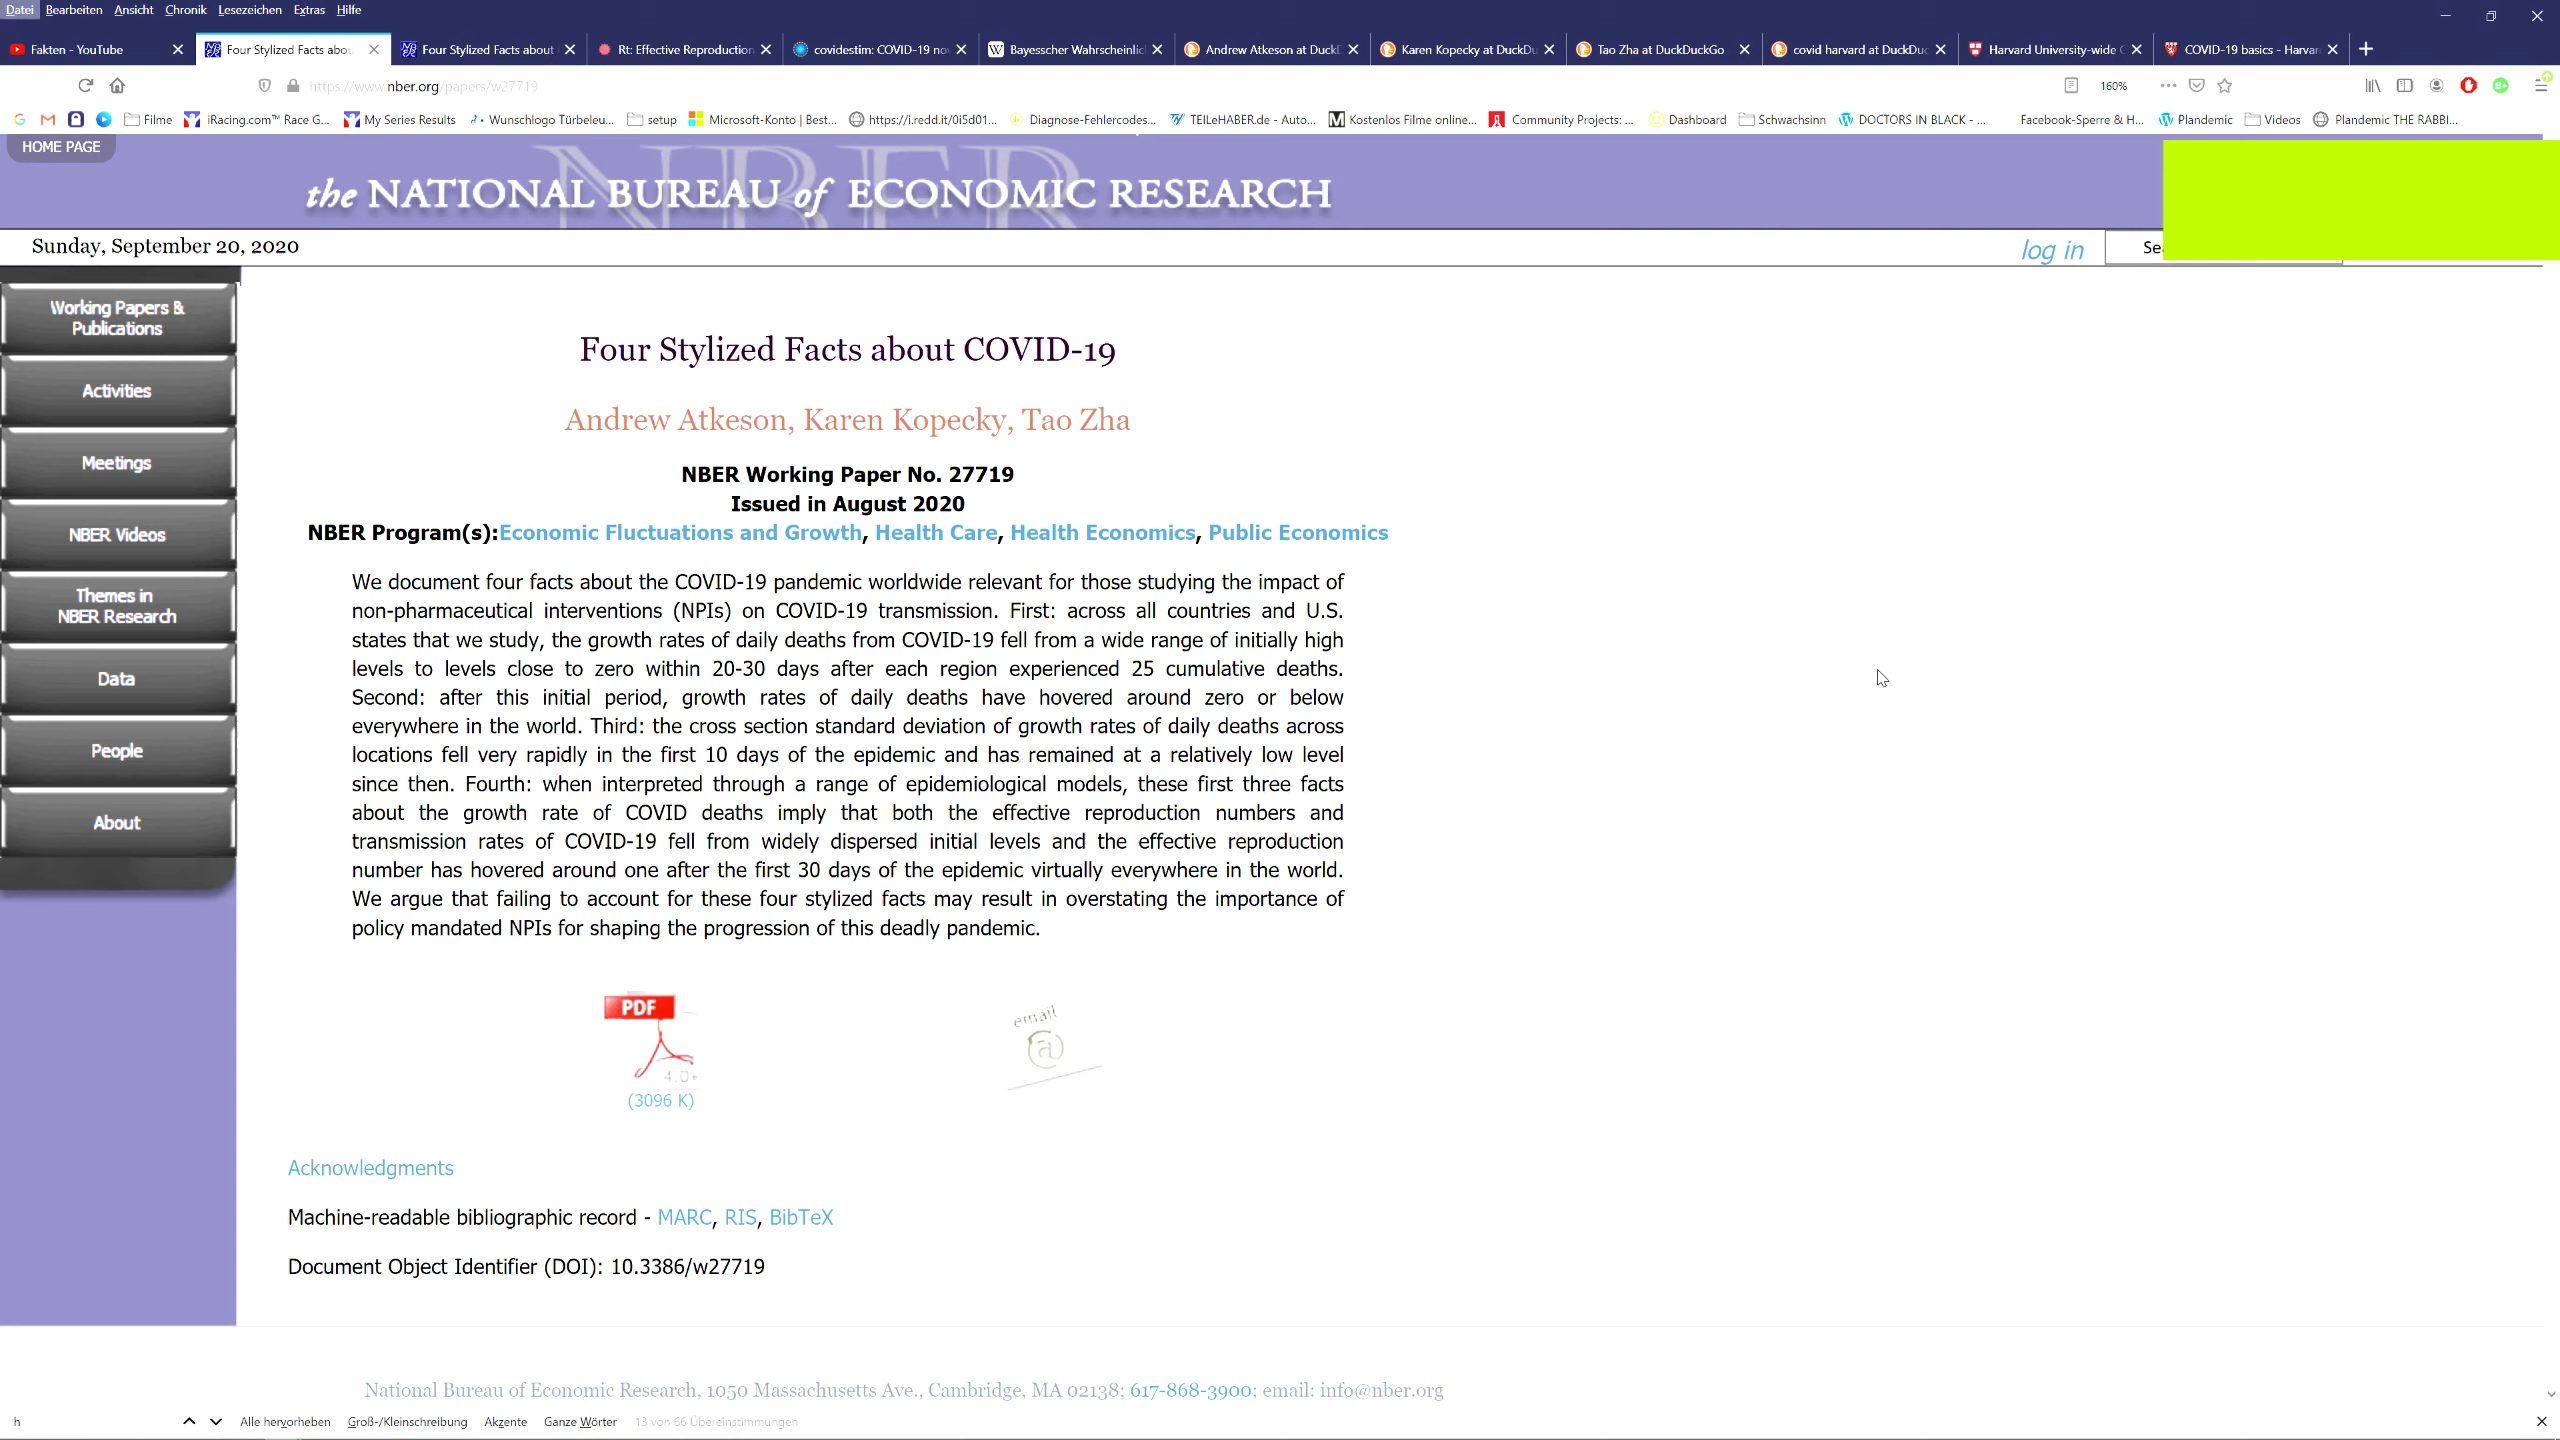 Datei Bearbeiten Ansicht Chronik Lesezeichen Extras Hilfe
Fakten - YouTube
Four Stylized Facts abou
Four Stylized Facts about
Rt: Effective Reproduction
covidestim: COVID-19 no
Bayesscher Wahrscheinlic
Andrew Atkeson at Duck
Karen Kopecky at DuckDu
Tao Zha at DuckDuckGo
covid harvard at DuckDuc
Harvard University-wide C
COVID-19 basics - Harvar
https://www.nber.org/papers/w27719
160%
Filme
iRacing.com™ Race G...
My Series Results
Wunschlogo Türbeleu...
setup
Microsoft-Konto | Best...
https://i.redd.it/0i5d01...
Diagnose-Fehlercodes...
TEILeHABER.de - Auto...
Kostenlos Filme online...
Community Projects: ...
Dashboard
Schwachsinn
DOCTORS IN BLACK - ...
Facebook-Sperre & H...
Plandemic
Videos
Plandemic THE RABBI...
HOME PAGE
NBER
the NATIONAL BUREAU of ECONOMIC RESEARCH
Sunday, September 20, 2020
log in
Working Papers &
Publications
Activities
Meetings
NBER Videos
Themes in
NBER Research
Data
People
About
Four Stylized Facts about COVID-19
Andrew Atkeson, Karen Kopecky, Tao Zha
NBER Working Paper No. 27719
Issued in August 2020
NBER Program(s):Economic Fluctuations and Growth, Health Care, Health Economics, Public Economics
We document four facts about the COVID-19 pandemic worldwide relevant for those studying the impact of
non-pharmaceutical interventions (NPIs) on COVID-19 transmission. First: across all countries and U.S.
states that we study, the growth rates of daily deaths from COVID-19 fell from a wide range of initially high
levels to levels close to zero within 20-30 days after each region experienced 25 cumulative deaths.
Second: after this initial period, growth rates of daily deaths have hovered around zero or below
everywhere in the world. Third: the cross section standard deviation of growth rates of daily deaths across
locations fell very rapidly in the first 10 days of the epidemic and has remained at a relatively low level
since then. Fourth: when interpreted through a range of epidemiological models, these first three facts
about the growth rate of COVID deaths imply that both the effective reproduction numbers and
transmission rates of COVID-19 fell from widely dispersed initial levels and the effective reproduction
number has hovered around one after the first 30 days of the epidemic virtually everywhere in the world.
We argue that failing to account for these four stylized facts may result in overstating the importance of
policy mandated NPIs for shaping the progression of this deadly pandemic.
PDF
4.0+
(3096 K)
email
@
Acknowledgments
Machine-readable bibliographic record - MARC, RIS, BibTeX
Document Object Identifier (DOI): 10.3386/w27719
National Bureau of Economic Research, 1050 Massachusetts Ave., Cambridge, MA 02138; 617-868-3900; email: info@nber.org
h
Alle hervorheben Groß-/Kleinschreibung Akzente Ganze Wörter 13 von 66 Übereinstimmungen